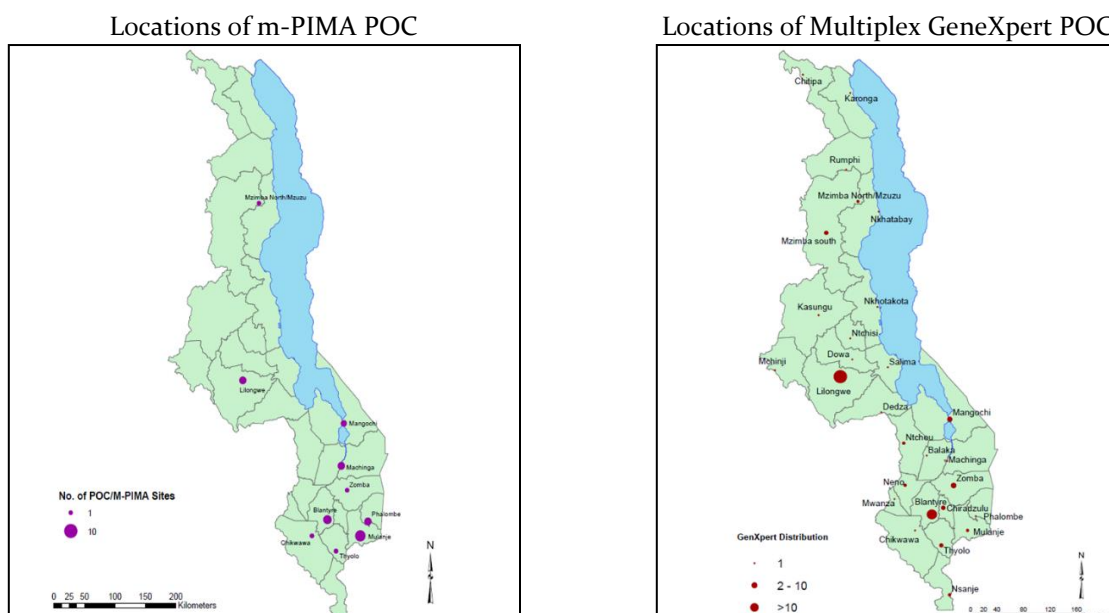 Locations of m-PIMA POC
Mzimba North/Mzuzu
Lilongwe
Mangochi
Machinga
Zomba
Blantyre
Phalombe
Chikwawa
Mulanje
Thyolo
No. of POC/M-PIMA Sites
1
10
N
0 25 50 100 150 200
Kilometers
Locations of Multiplex GeneXpert POC
Chitipa
Karonga
Rumphi
Mzimba North/Mzuzu
Nkhatabay
Mzimba south
Nkhotakota
Kasungu
Ntchisi
Dowa
Salima
Mchinji
Lilongwe
Dedza
Mangochi
Ntcheu
Balaka
Machinga
Neno
Zomba
Mwanza
Blantyre
Chiradzulu
Phalombe
Chikwawa
Mulanje
Thyolo
Nsanje
GenXpert Distribution
1
2 - 10
>10
N
0 20 40 80 120 160